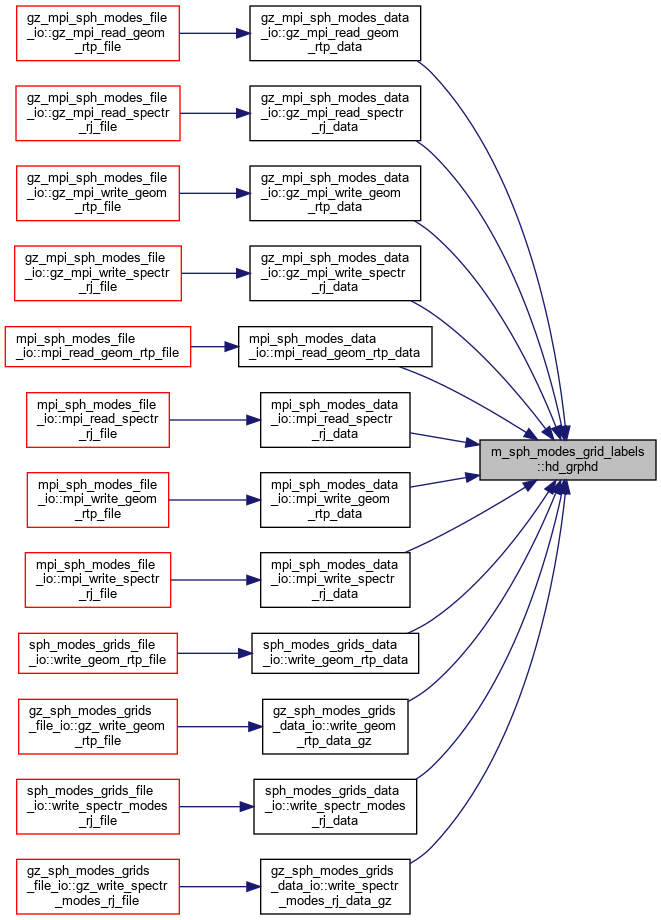 gz_mpi_sph_modes_file
_io::gz_mpi_read_geom
_rtp_file
gz_mpi_sph_modes_data
_io::gz_mpi_read_geom
_rtp_data
gz_mpi_sph_modes_file
_io::gz_mpi_read_spectr
_rj_file
gz_mpi_sph_modes_data
_io::gz_mpi_read_spectr
_rj_data
gz_mpi_sph_modes_file
_io::gz_mpi_write_geom
_rtp_file
gz_mpi_sph_modes_data
_io::gz_mpi_write_geom
_rtp_data
gz_mpi_sph_modes_file
_io::gz_mpi_write_spectr
_rj_file
gz_mpi_sph_modes_data
_io::gz_mpi_write_spectr
_rj_data
mpi_sph_modes_file
_io::mpi_read_geom_rtp_file
mpi_sph_modes_data
_io::mpi_read_geom_rtp_data
mpi_sph_modes_file
_io::mpi_read_spectr
_rj_file
mpi_sph_modes_data
_io::mpi_read_spectr
_rj_data
m_sph_modes_grid_labels
::hd_grphd
mpi_sph_modes_file
_io::mpi_write_geom
_rtp_file
mpi_sph_modes_data
_io::mpi_write_geom
_rtp_data
mpi_sph_modes_file
_io::mpi_write_spectr
_rj_file
mpi_sph_modes_data
_io::mpi_write_spectr
_rj_data
sph_modes_grids_file
_io::write_geom_rtp_file
sph_modes_grids_data
_io::write_geom_rtp_data
gz_sph_modes_grids
_file_io::gz_write_geom
_rtp_file
gz_sph_modes_grids
_data_io::write_geom
_rtp_data_gz
sph_modes_grids_file
_io::write_spectr_modes
_rj_file
sph_modes_grids_data
_io::write_spectr_modes
_rj_data
gz_sph_modes_grids
_file_io::gz_write_spectr
_modes_rj_file
gz_sph_modes_grids
_data_io::write_spectr
_modes_rj_data_gz